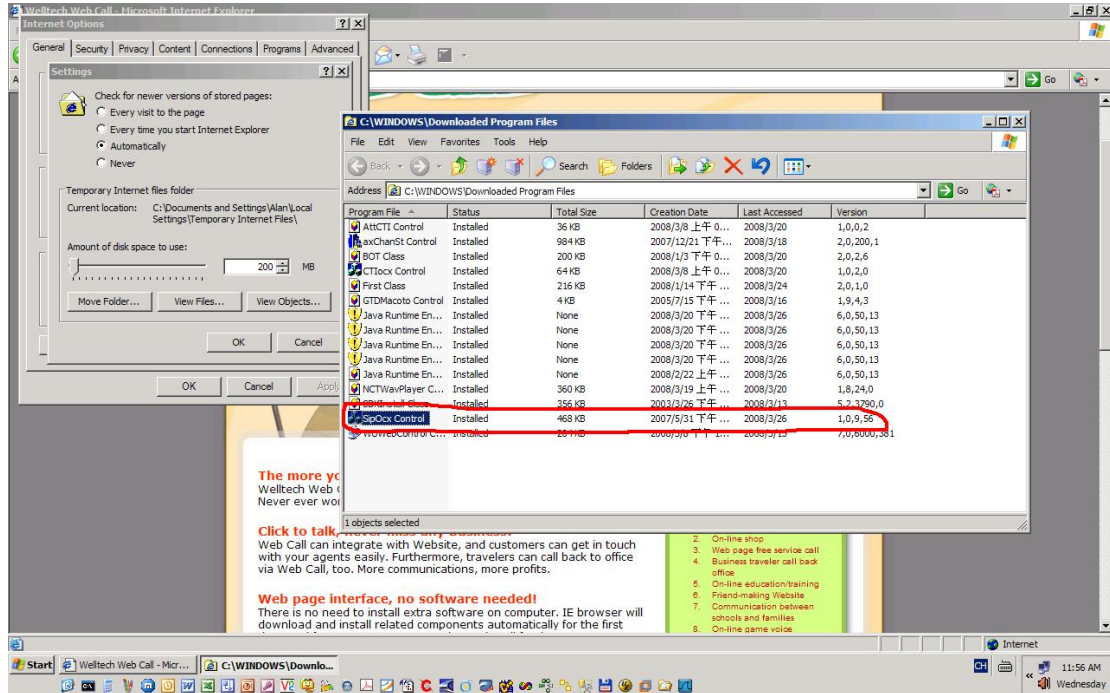 Welltech Web Call - Microsoft Internet Explorer
Internet Options
General Security Privacy Content Connections Programs Advanced
Settings
Check for newer versions of stored pages:
Every visit to the page
Every time you start Internet Explorer
Automatically
Never
Temporary Internet files folder
Current location: C:\Documents and Settings\Alan\Local
Settings\Temporary Internet Files\
Amount of disk space to use:
200 MB
Move Folder... View Files... View Objects...
OK Cancel
OK Cancel
Go
C:\WINDOWS\Downloaded Program Files
File Edit View Favorites Tools Help
Back Search Folders
Address C:\WINDOWS\Downloaded Program Files Go
Program File Status Total Size Creation Date Last Accessed Version
AttCTI Control Installed 36 KB 2008/3/8 上午 0... 2008/3/20 1,0,0,2
axChanSt Control Installed 984 KB 2007/12/21 下午... 2008/3/18 2,0,200,1
BOT Class Installed 200 KB 2008/1/3 下午 ... 2008/3/20 2,0,2,6
CTIocx Control Installed 64 KB 2008/3/8 上午 0... 2008/3/20 1,0,2,0
First Class Installed 216 KB 2008/1/14 下午 ... 2008/3/24 2,0,1,0
GTDMacoto Control Installed 4 KB 2005/7/15 下午 ... 2008/3/16 1,9,4,3
Java Runtime En... Installed None 2008/3/20 下午 ... 2008/3/26 6,0,50,13
Java Runtime En... Installed None 2008/3/20 下午 ... 2008/3/26 6,0,50,13
Java Runtime En... Installed None 2008/3/20 下午 ... 2008/3/26 6,0,50,13
Java Runtime En... Installed None 2008/3/20 下午 ... 2008/3/26 6,0,50,13
Java Runtime En... Installed None 2008/2/22 上午 ... 2008/3/26 6,0,50,13
NCTWavPlayer C... Installed 360 KB 2008/3/19 上午 ... 2008/3/20 1,8,24,0
Installed 356 KB 2003/3/26 下午 ... 2008/3/13 5,2,3790,0
SipOcx Control Installed 468 KB 2007/5/31 下午 ... 2008/3/26 1,0,9,56
Installed 7,0,6000,381
1 objects selected
The more yo
Welltech Web
Never ever wo
Click to talk,
Web Call can integrate with Website, and customers can get in touch
with your agents easily. Furthermore, travelers can call back to office
via Web Call, too. More communications, more profits.
Web page interface, no software needed!
There is no need to install extra software on computer. IE browser will
download and install related components automatically for the first
2. On-line shop
3. Web page free service call
4. Business traveler call back
office
5. On-line education/training
6. Friend-making Website
7. Communication between
schools and families
8. On-line game voice
Internet
Start Welltech Web Call - Micr... C:\WINDOWS\Downlo... CH 11:56 AM
Wednesday